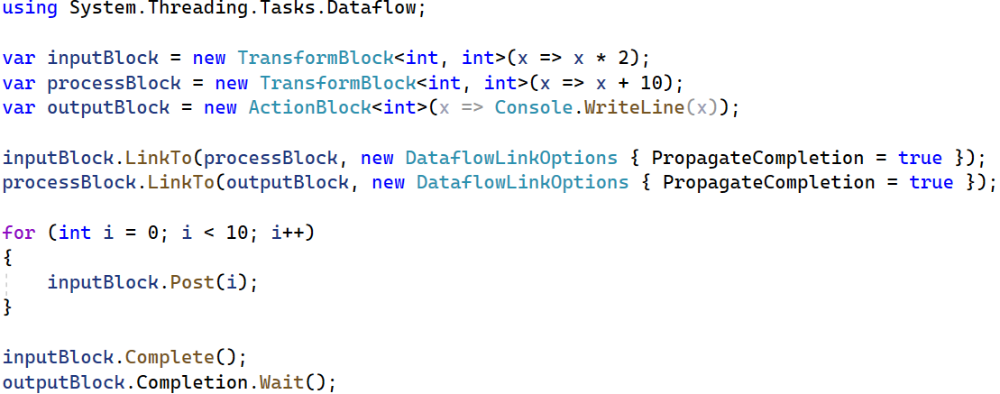 using System.Threading.Tasks.Dataflow;

var inputBlock = new TransformBlock<int, int>(x => x * 2);
var processBlock = new TransformBlock<int, int>(x => x + 10);
var outputBlock = new ActionBlock<int>(x => Console.WriteLine(x));

inputBlock.LinkTo(processBlock, new DataflowLinkOptions { PropagateCompletion = true });
processBlock.LinkTo(outputBlock, new DataflowLinkOptions { PropagateCompletion = true });

for (int i = 0; i < 10; i++)
{
    inputBlock.Post(i);
}

inputBlock.Complete();
outputBlock.Completion.Wait();